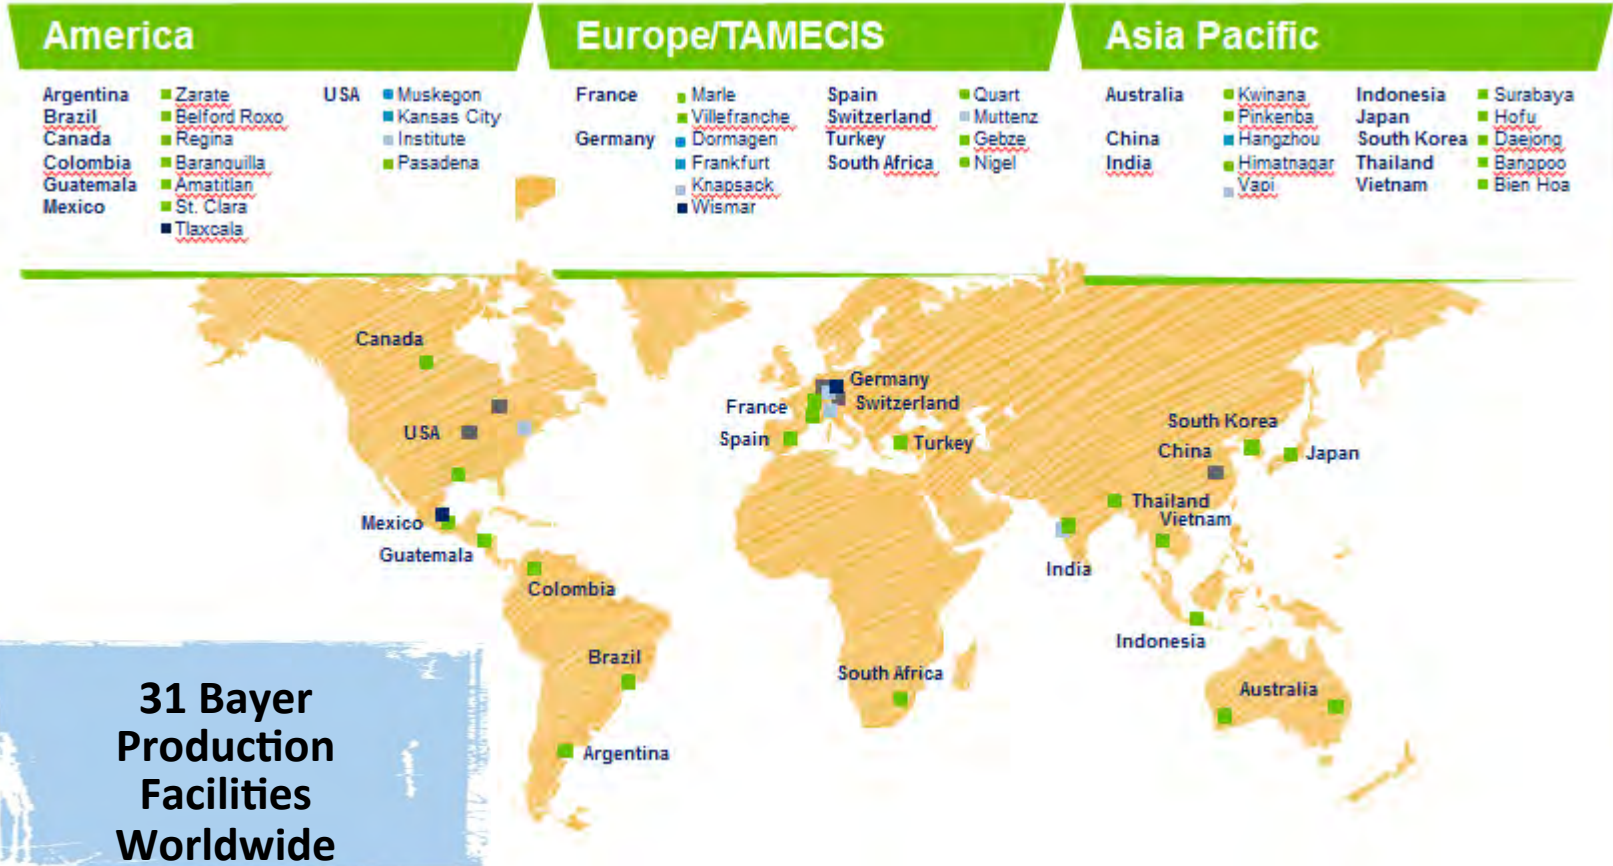 America
Argentina Zarate USA Muskegon
Brazil Belford Roxo Kansas City
Canada Regina Institute
Colombia Baranquilla Pasadena
Guatemala Amatitlan
Mexico St. Clara
Tlaxcala
Europe/TAMECIS
France Marle Spain Quart
Villefranche Switzerland Muttenz
Germany Dormagen Turkey Gebze
Frankfurt South Africa Nigel
Knapsack
Wismar
Asia Pacific
Australia Kwinana Indonesia Surabaya
Pinkenba Japan Hofu
China Hangzhou South Korea Daejong
India Himatnagar Thailand Bangpoo
Vapi Vietnam Bien Hoa
Canada
USA
Mexico
Guatemala
Colombia
Brazil
Argentina
Germany
France
Switzerland
Spain
Turkey
South Africa
South Korea
China
Japan
Thailand
Vietnam
India
Indonesia
Australia
31 Bayer
Production
Facilities
Worldwide